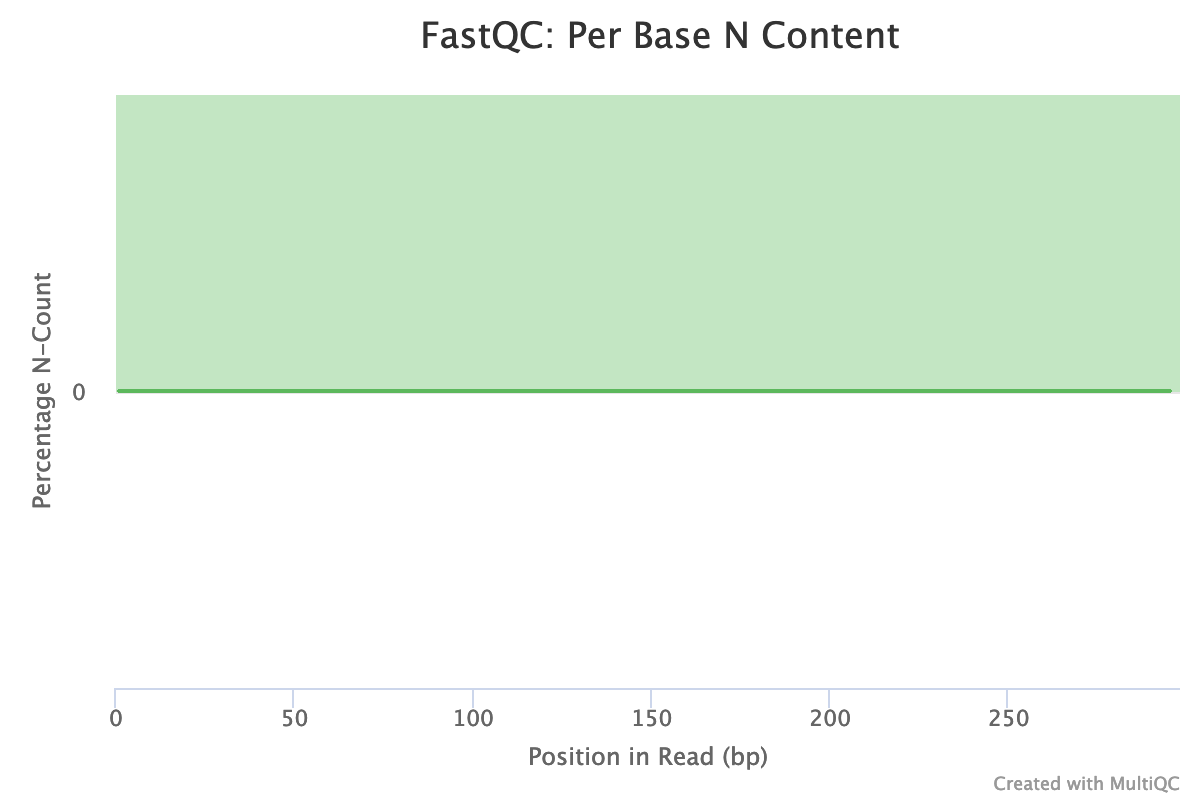 FastQC: Per Base N Content
Percentage N-Count
0
0 50 100 150 200 250
Position in Read (bp)
Created with MultiQC